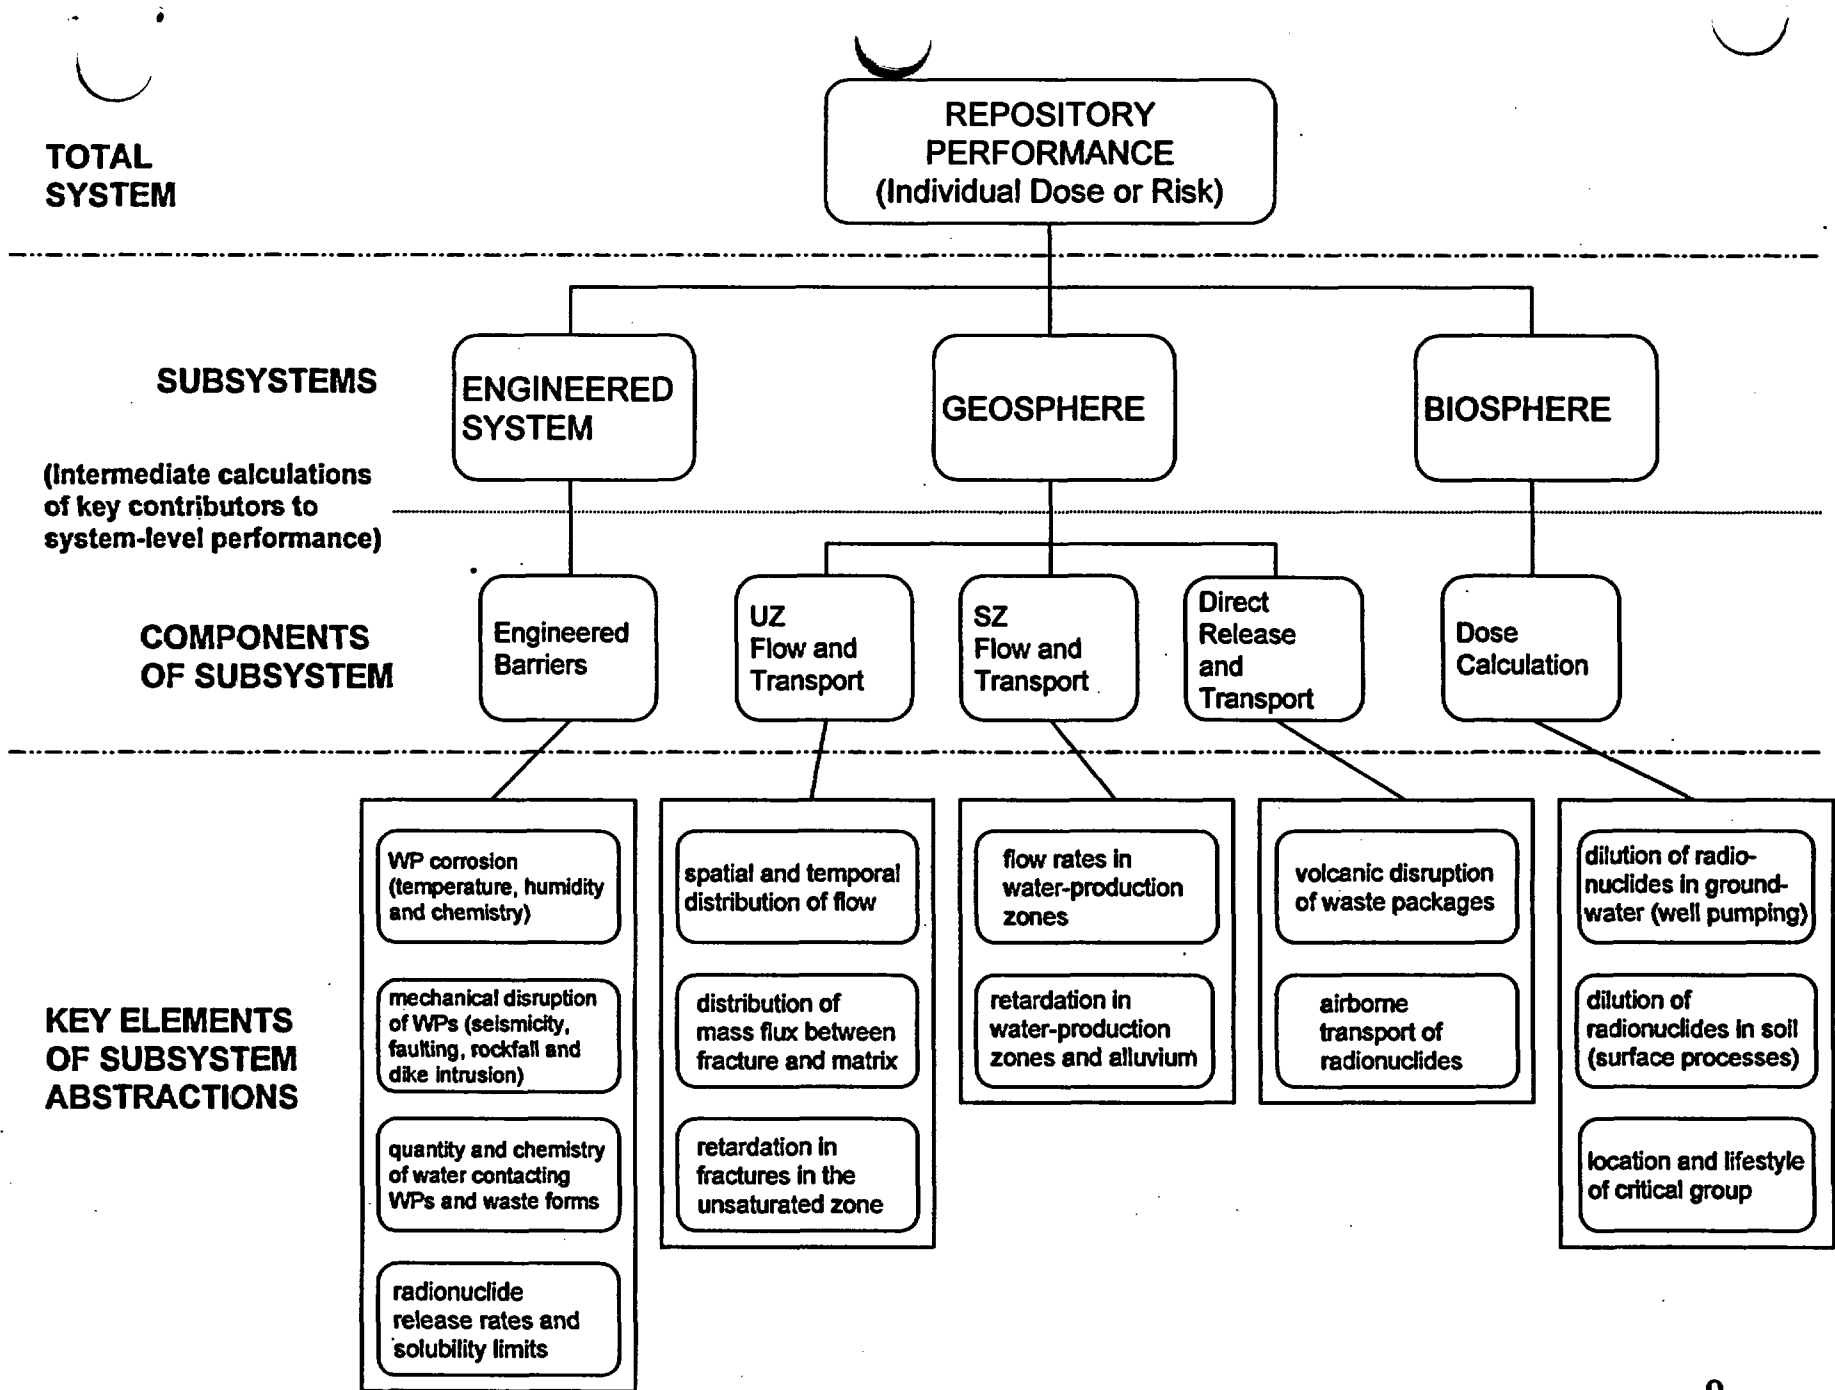 REPOSITORY
PERFORMANCE
(Individual Dose or Risk)
TOTAL
SYSTEM
SUBSYSTEMS
ENGINEERED
SYSTEM
GEOSPHERE
BIOSPHERE
(Intermediate calculations
of key contributors to
system-level performance)
COMPONENTS
OF SUBSYSTEM
Engineered
Barriers
UZ
Flow and
Transport
SZ
Flow and
Transport
Direct
Release
and
Transport
Dose
Calculation
KEY ELEMENTS
OF SUBSYSTEM
ABSTRACTIONS
WP corrosion
(temperature, humidity
and chemistry)
mechanical disruption
of WPs (seismicity,
faulting, rockfall and
dike intrusion)
quantity and chemistry
of water contacting
WPs and waste forms
radionuclide
release rates and
solubility limits
spatial and temporal
distribution of flow
distribution of
mass flux between
fracture and matrix
retardation in
fractures in the
unsaturated zone
flow rates in
water-production
zones
retardation in
water-production
zones and alluvium
volcanic disruption
of waste packages
airborne
transport of
radionuclides
dilution of radio-
nuclides in ground-
water (well pumping)
dilution of
radionuclides in soil
(surface processes)
location and lifestyle
of critical group